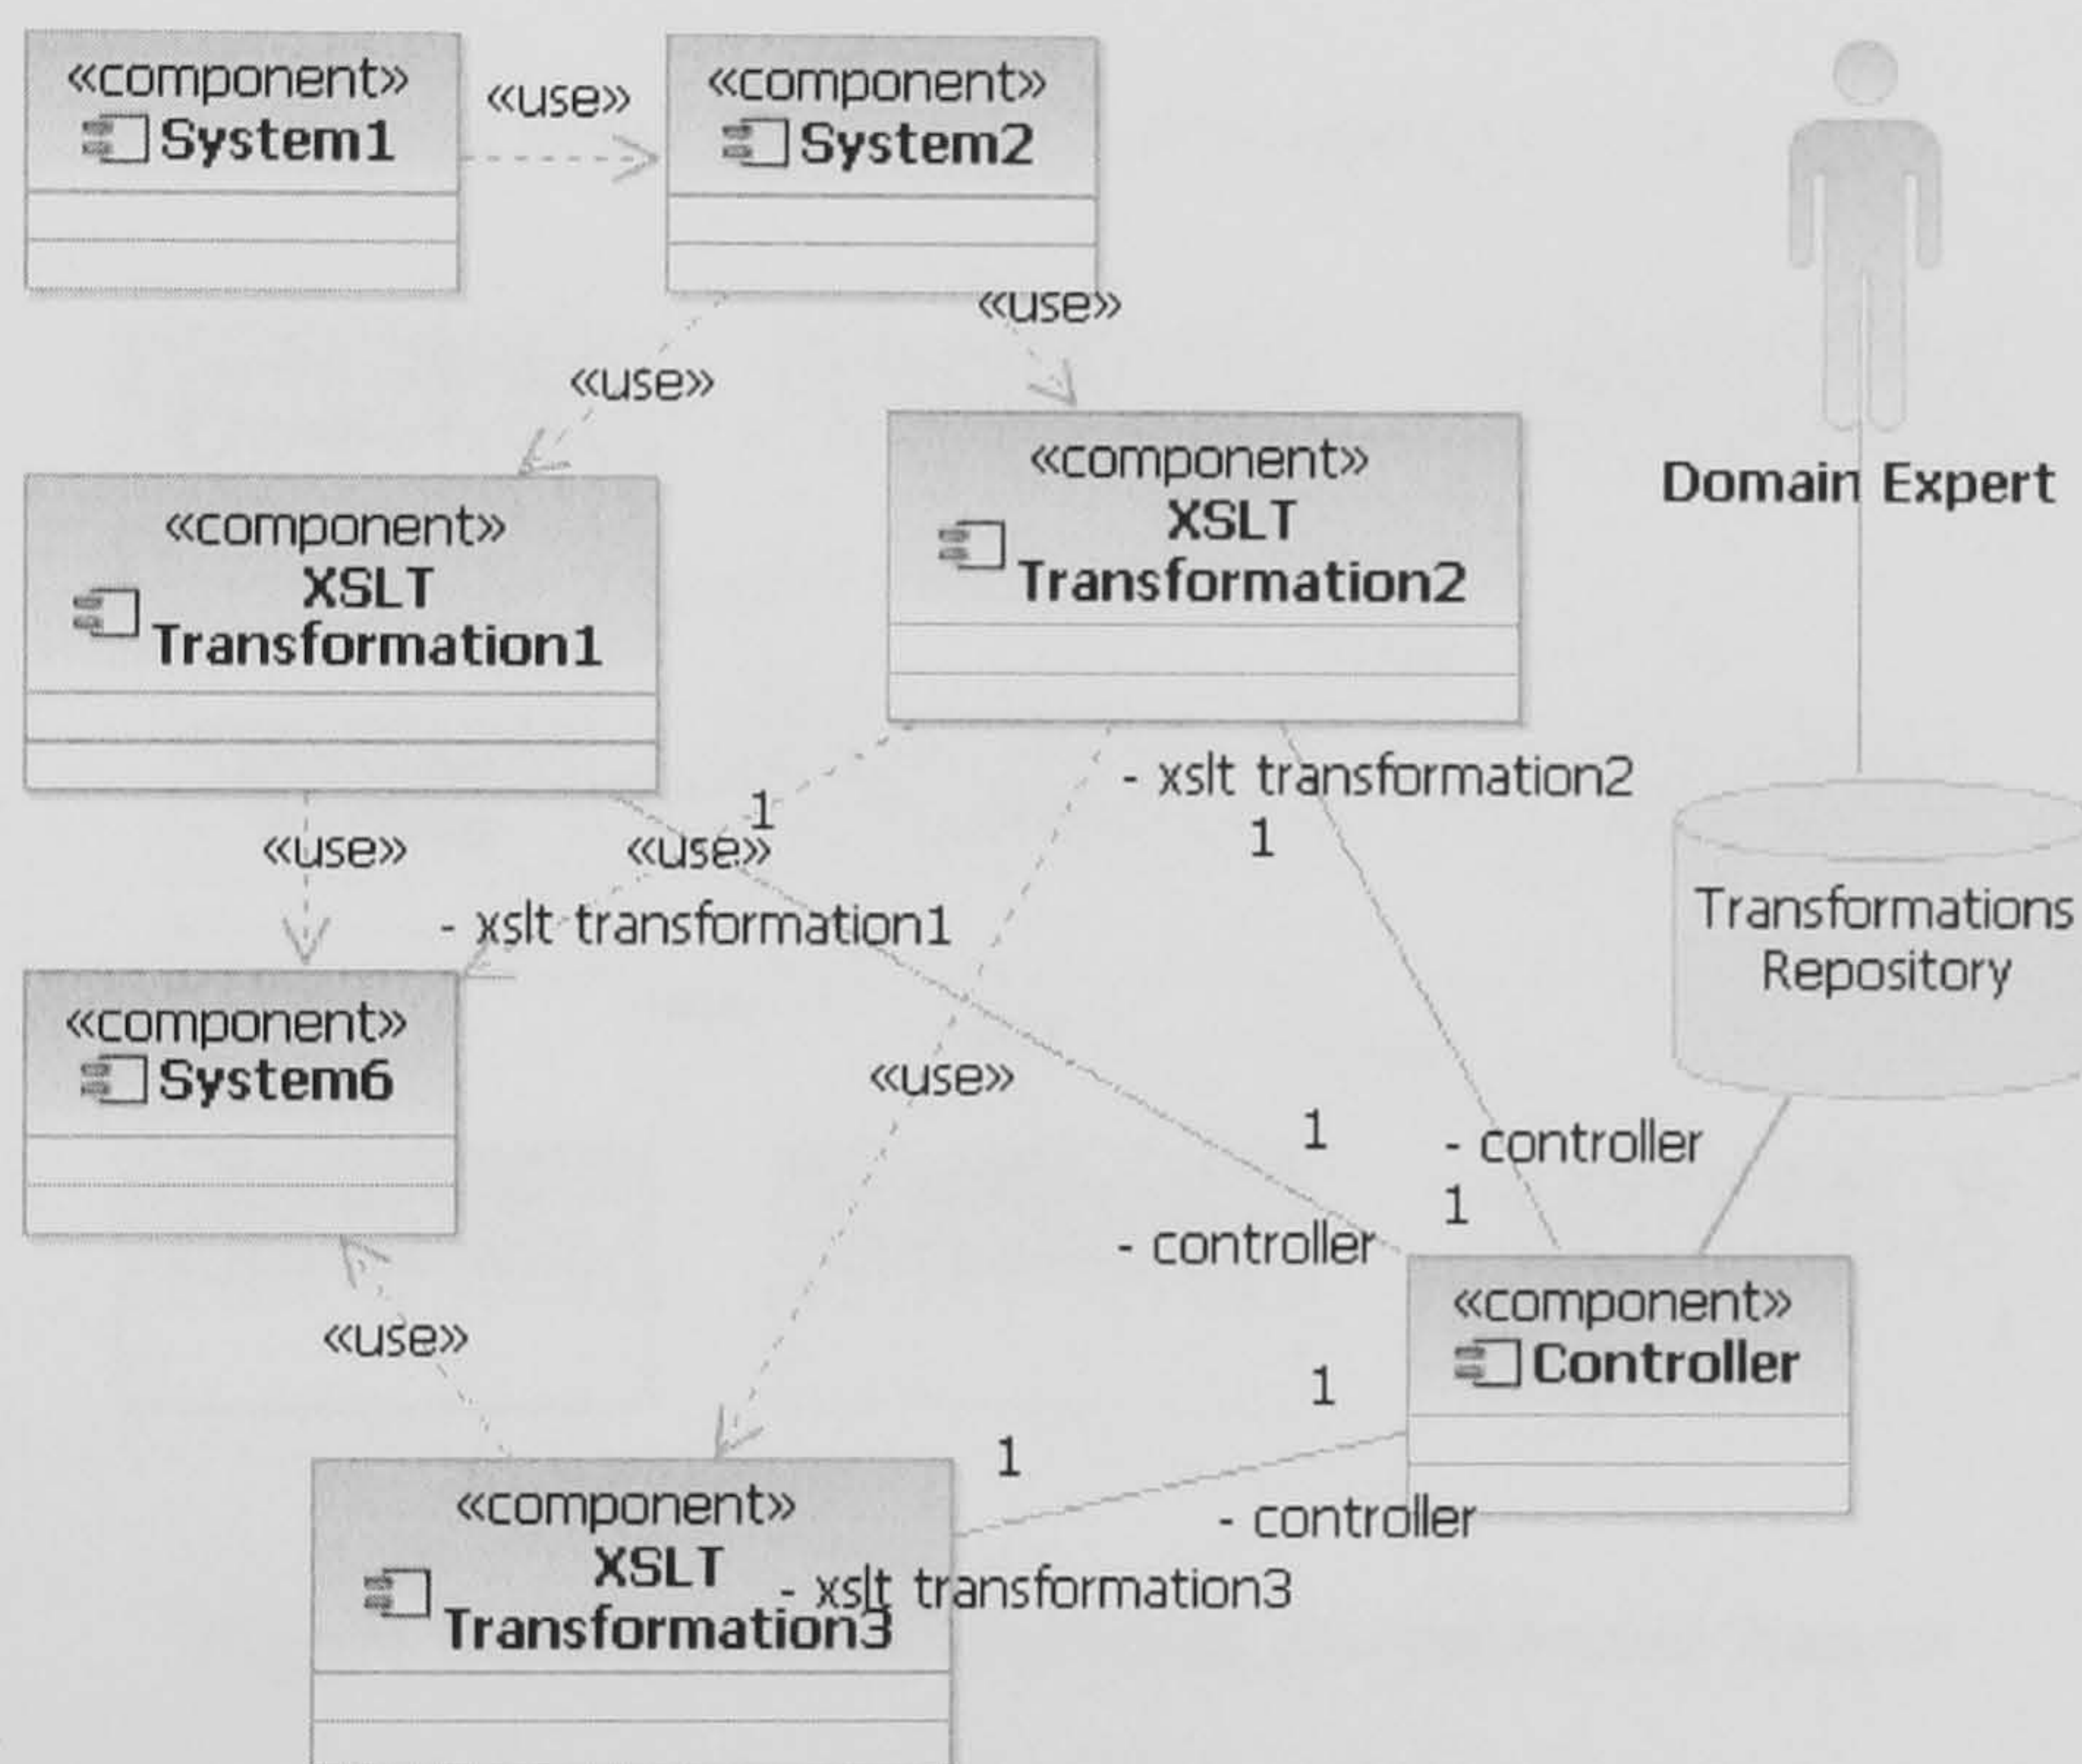 «component»
System1
«use»
«component»
System2
«use»
«use»
«component»
XSLT
Transformation1
«component»
XSLT
Transformation2
Domain Expert
- xslt transformation2
1
1
«use»
«use»
- xslt transformation1
Transformations
Repository
«component»
System6
«use»
1
- controller
1
- controller
«component»
Controller
«use»
1
1
- controller
«component»
XSLT
Transformation3
- xslt transformation3